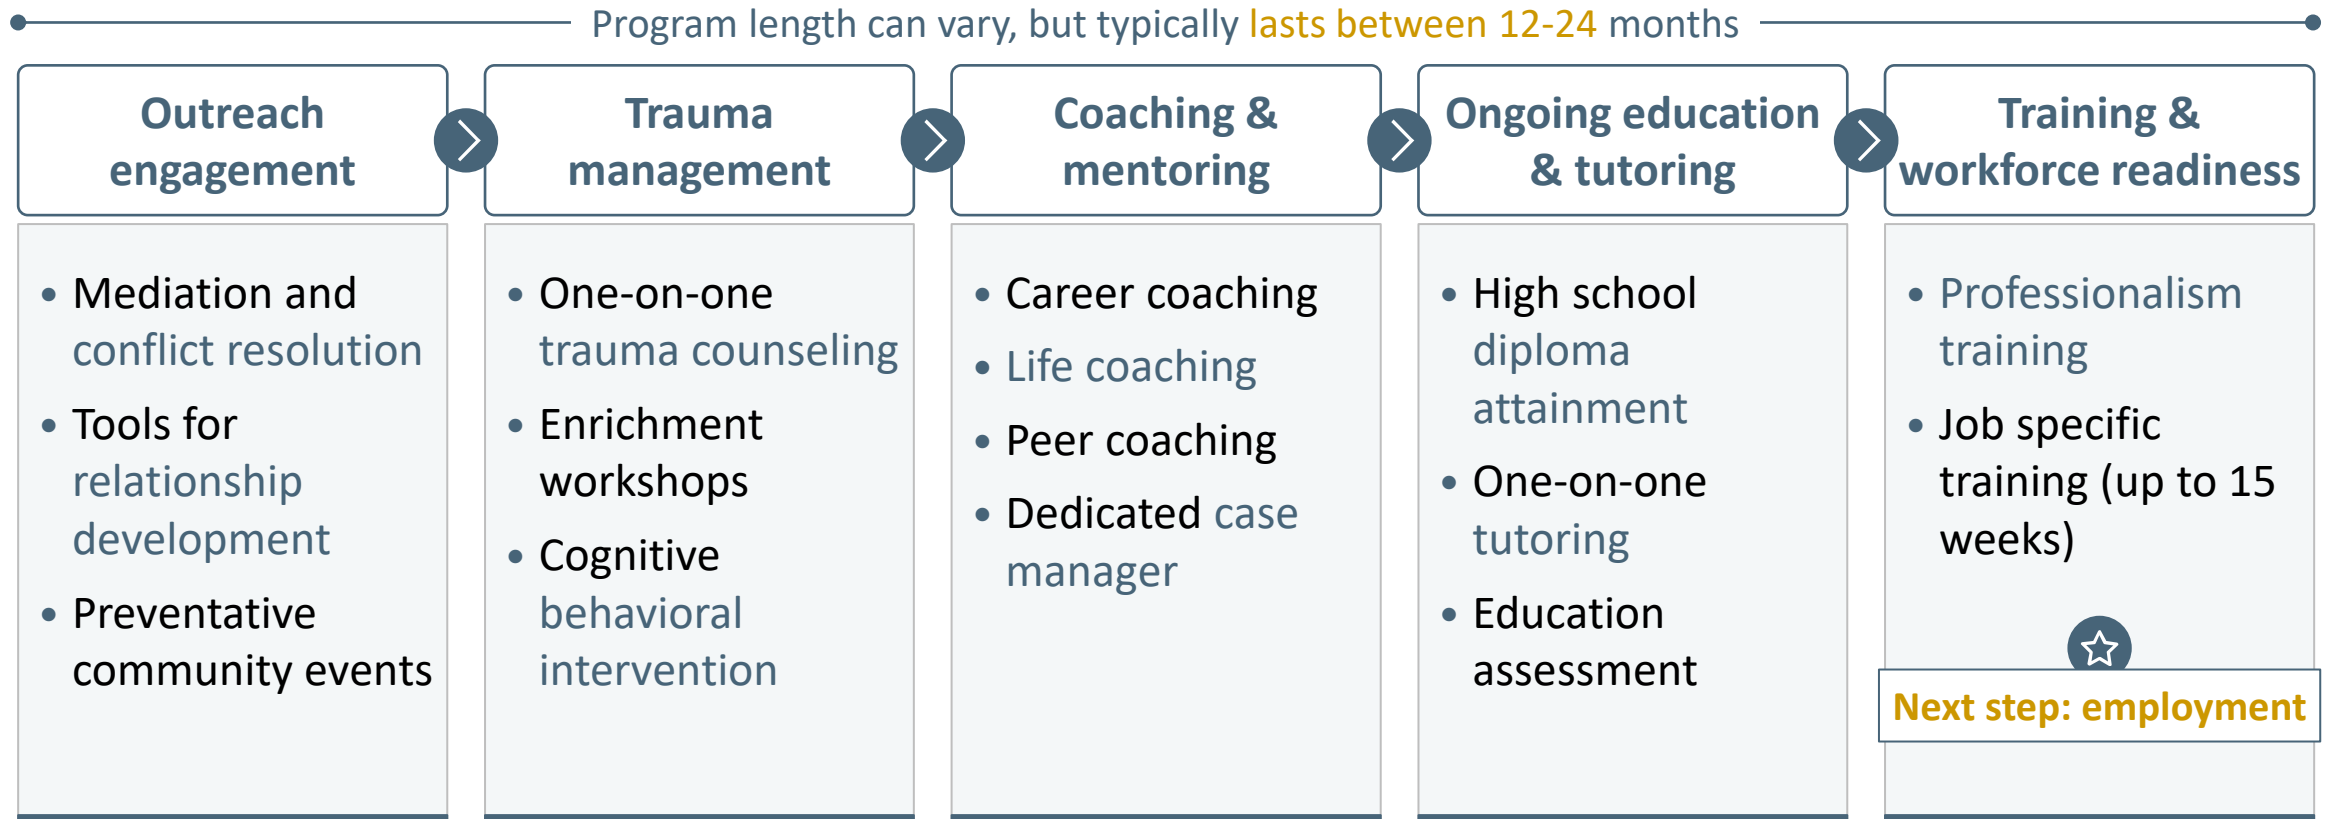 Program length can vary, but typically lasts between 12-24 months
Outreach
engagement
Trauma
management
Coaching &
mentoring
Ongoing education
& tutoring
Training &
workforce readiness
• Mediation and
conflict resolution
• Tools for
relationship
development
• Preventative
community events
• One-on-one
trauma counseling
• Enrichment
workshops
• Cognitive
behavioral
intervention
• Career coaching
• Life coaching
• Peer coaching
• Dedicated case
manager
• High school
diploma
attainment
• One-on-one
tutoring
• Education
assessment
• Professionalism
training
• Job specific
training (up to 15
weeks)
Next step: employment